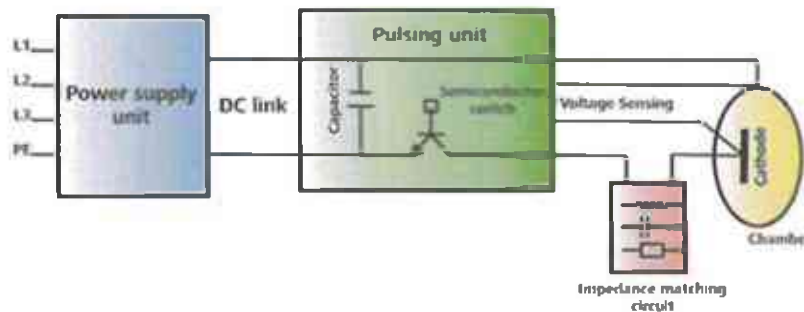 L1
L2
L3
PE
Power supply
unit
DC link
Pulsing unit
Capacitor
Semiconductor
switch
Voltage Sensing
Cathode
Chambe
Impedance matching
circuit